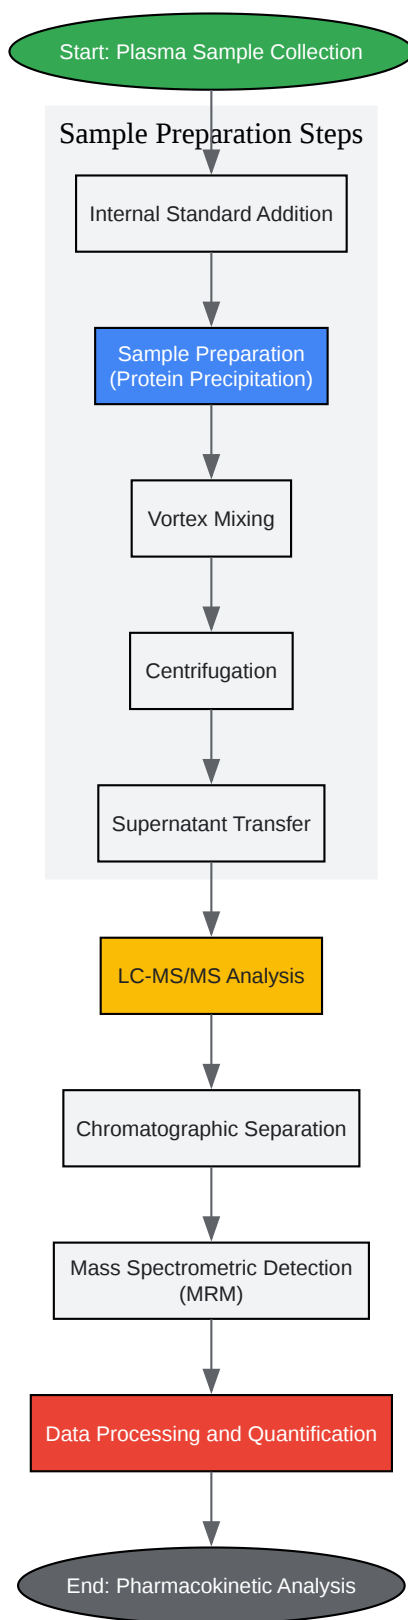 Start: Plasma Sample Collection
Sample Preparation Steps
Internal Standard Addition
Sample Preparation
(Protein Precipitation)
Vortex Mixing
Centrifugation
Supernatant Transfer
LC-MS/MS Analysis
Chromatographic Separation
Mass Spectrometric Detection
(MRM)
Data Processing and Quantification
End: Pharmacokinetic Analysis